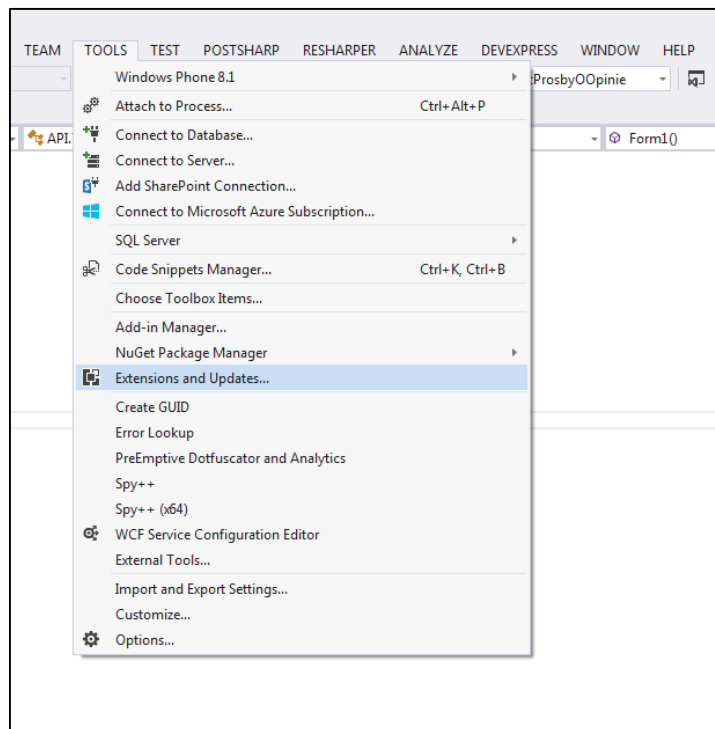 TEAM TOOLS TEST POSTSHARP RESHARPER ANALYZE DEVEXPRESS WINDOW HELP
Windows Phone 8.1
:ProsbyOOpinie
Attach to Process... Ctrl+Alt+P
API.
Connect to Database...
Form1()
Connect to Server...
Add SharePoint Connection...
Connect to Microsoft Azure Subscription...
SQL Server
Code Snippets Manager... Ctrl+K, Ctrl+B
Choose Toolbox Items...
Add-in Manager...
NuGet Package Manager
Extensions and Updates...
Create GUID
Error Lookup
PreEmptive Dotfuscator and Analytics
Spy++
Spy++ (x64)
WCF Service Configuration Editor
External Tools...
Import and Export Settings...
Customize...
Options...